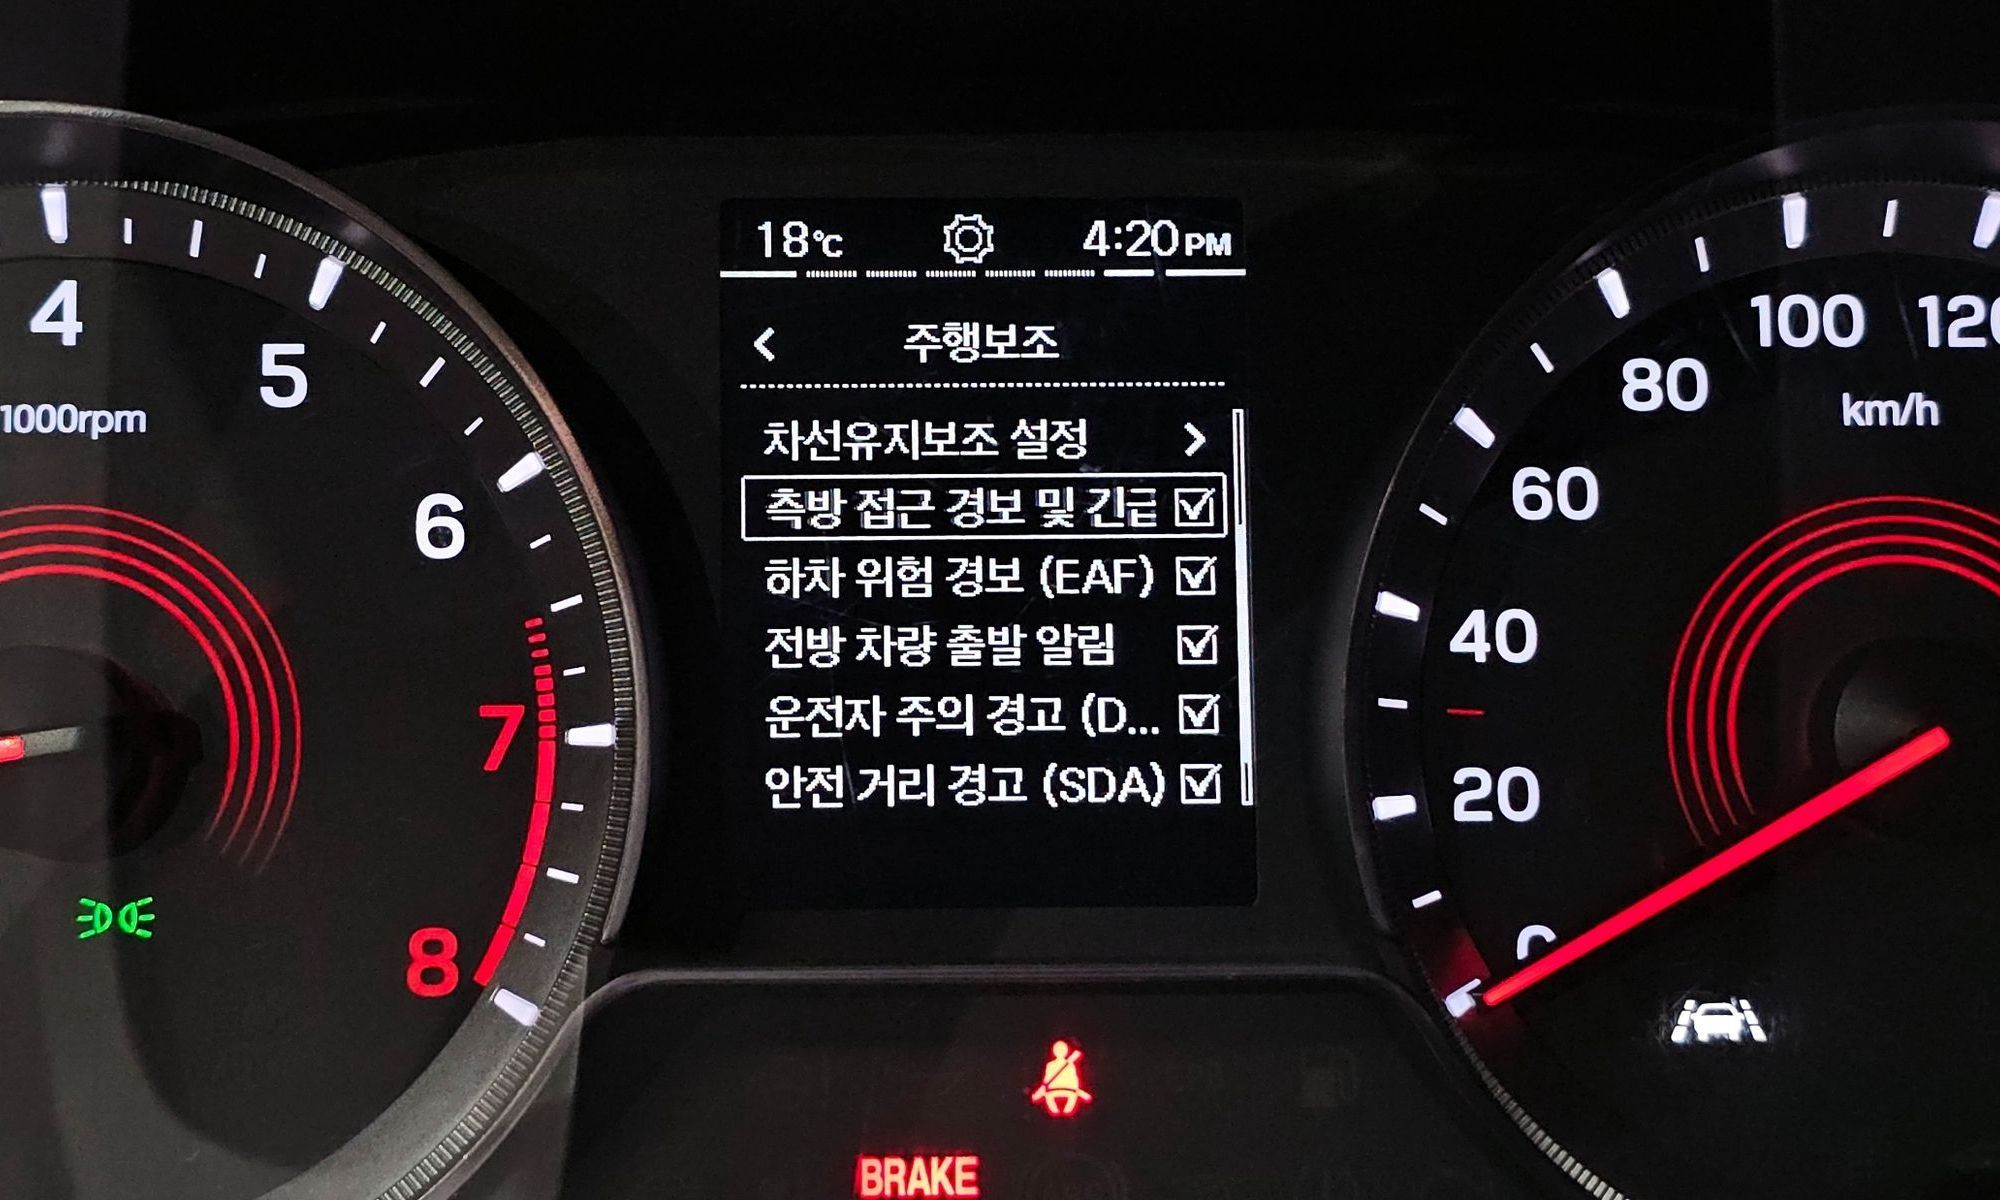 18℃ 4:20PM
주행보조
차선유지보조 설정
측방 접근 경보 및 긴급
하차 위험 경보 (EAF)
전방 차량 출발 알림
운전자 주의 경고 (D...
안전 거리 경고 (SDA)
4
5
6
7
8
1000rpm
0
20
40
60
80
100
120
km/h
BRAKE